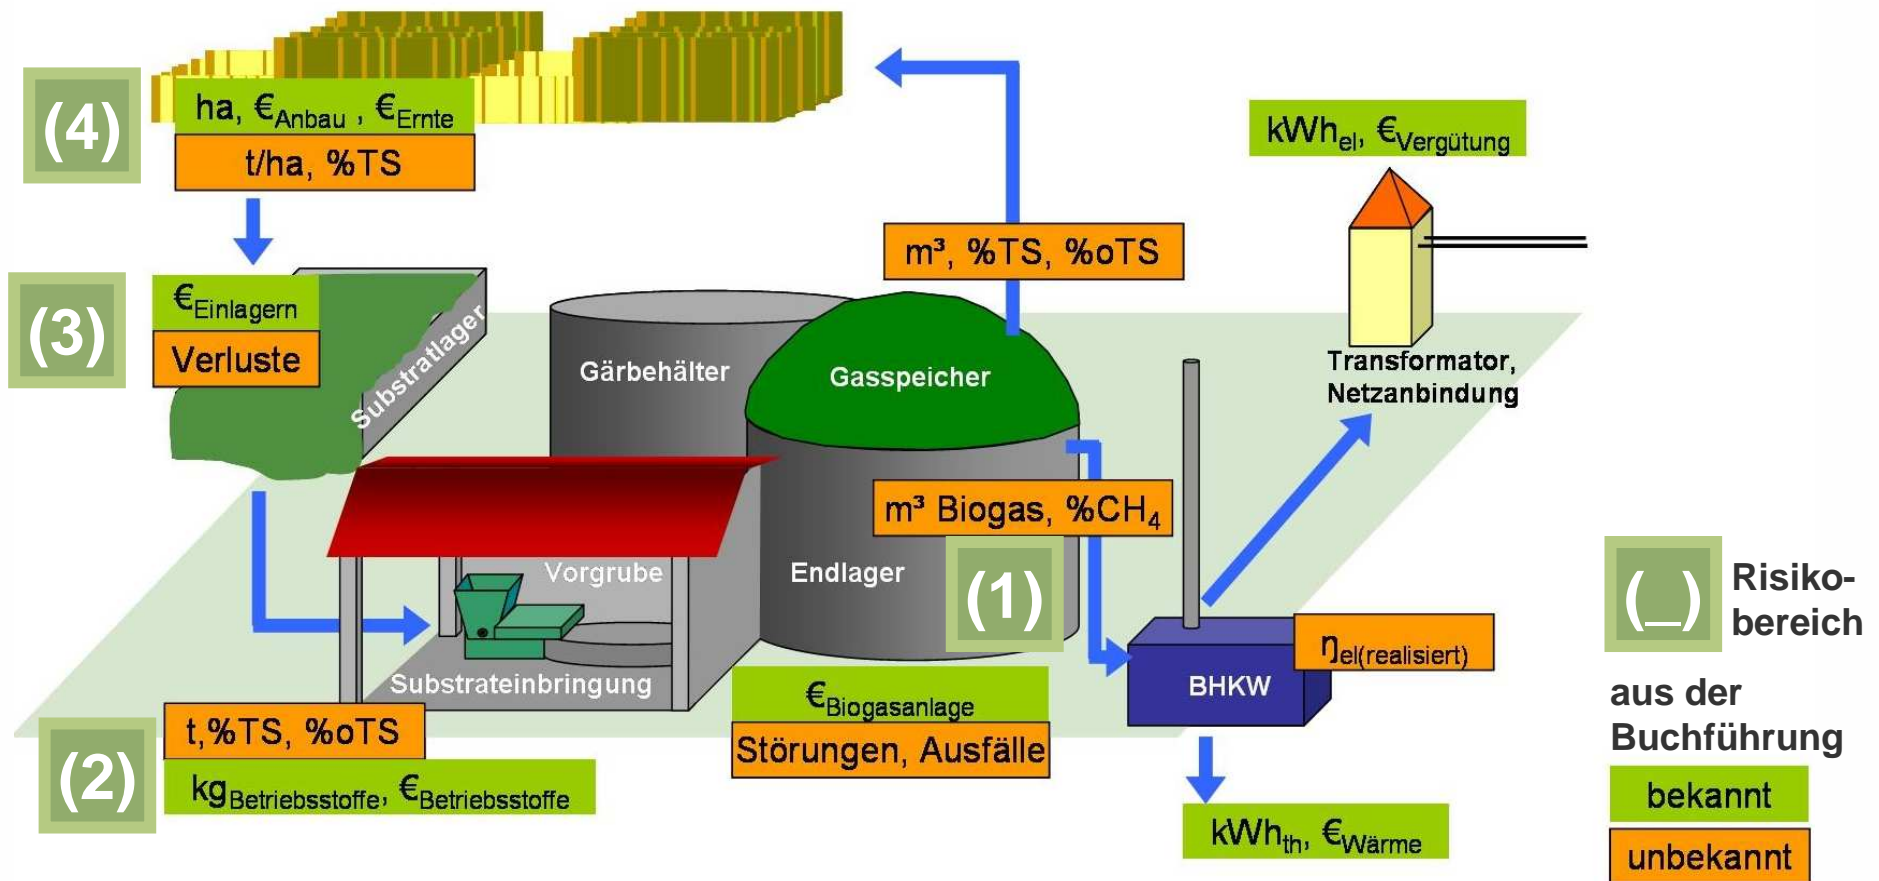 (4)
ha, €Anbau , €Ernte
t/ha, %TS
kWhel, €Vergütung
m³, %TS, %oTS
(3)
€Einlagern
Verluste
Substratlager
Gärbehälter
Gasspeicher
Transformator,
Netzanbindung
m³ Biogas, %CH₄
Vorgrube
Endlager
(1)
(_)
Risiko-
bereich
ηel(realisiert)
Substrateinbringung
BHKW
€Biogasanlage
Störungen, Ausfälle
aus der
Buchführung
(2)
t,%TS, %oTS
kgBetriebsstoffe, €Betriebsstoffe
kWhth, €Wärme
bekannt
unbekannt